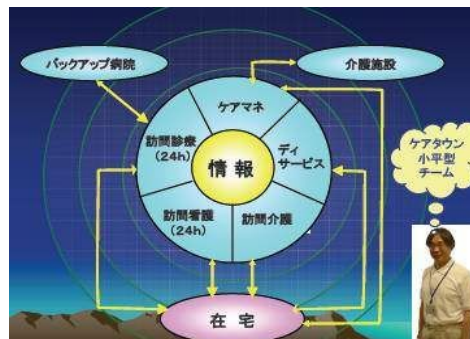 バックアップ病院
介護施設
ケアマネ
訪問診療
(24h)
ディ
サービス
情報
訪問看護
(24h)
訪問介護
ケアタウン
小平型
チーム
在宅